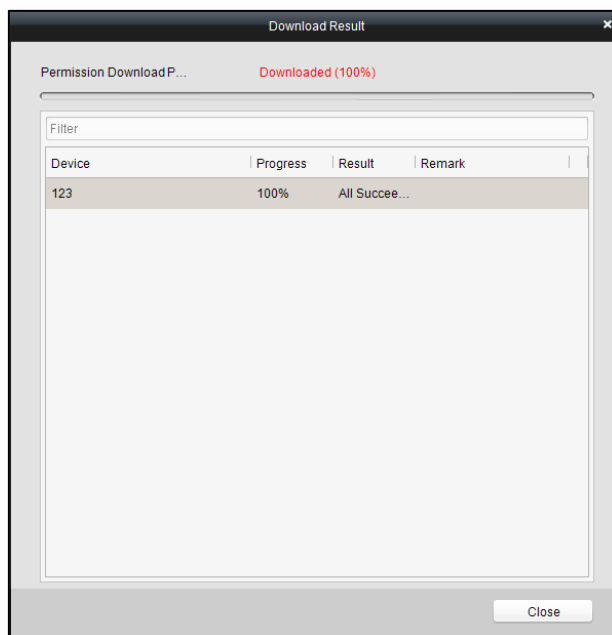 Download Result
Permission Download P... Downloaded (100%)
Filter
Device Progress Result Remark
123 100% All Succee...
Close